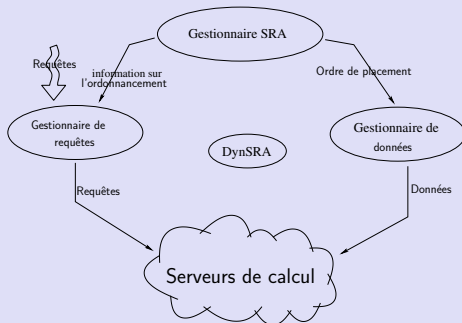 Gestionnaire SRA
Requêtes
information sur
l'ordonnancement
Ordre de placement
Gestionnaire de
requêtes
Gestionnaire de
données
DynSRA
Requêtes
Données
Serveurs de calcul